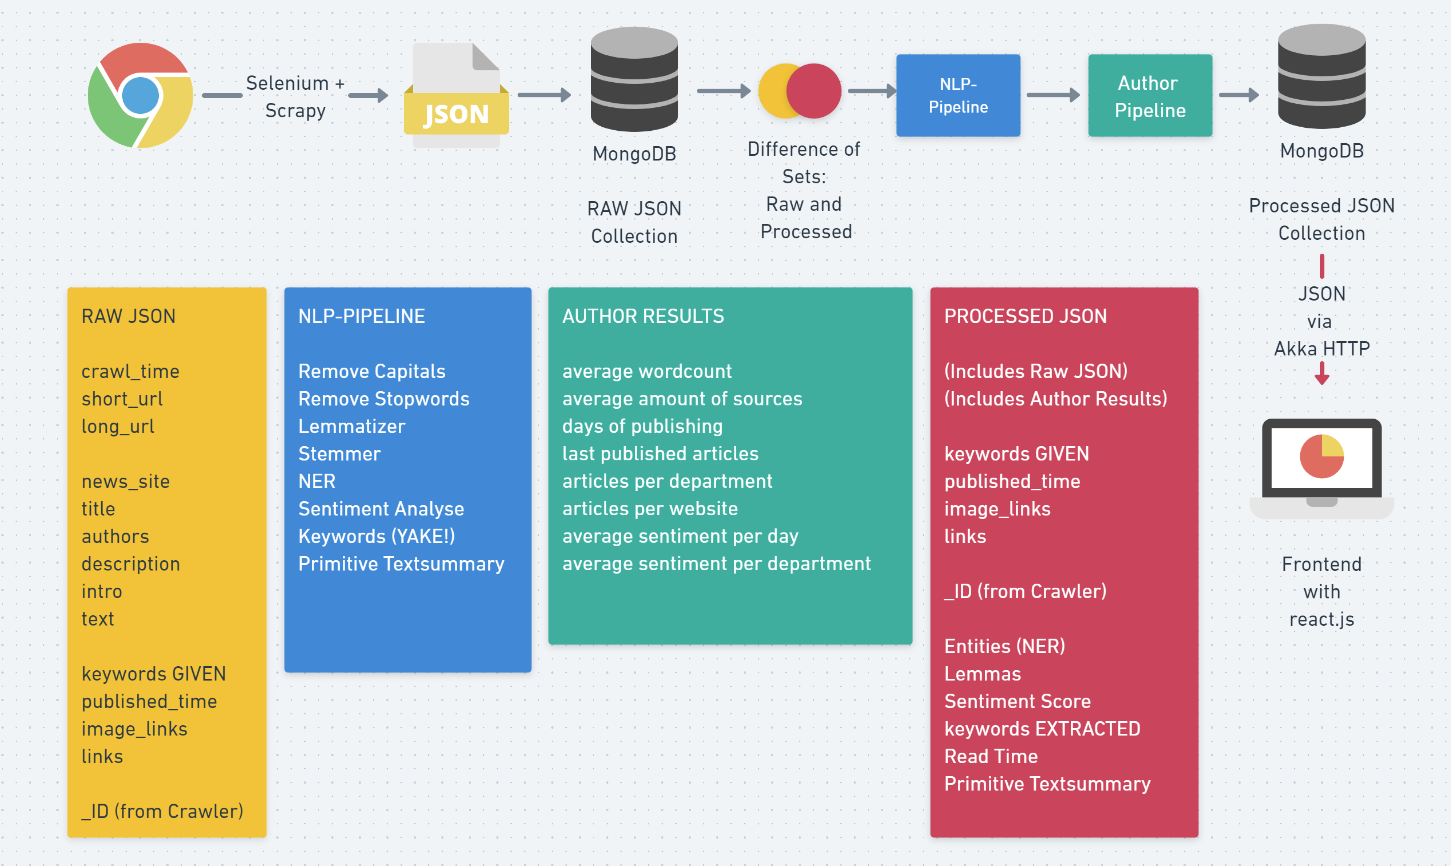 Selenium +
Scrapy
JSON
MongoDB
RAW JSON
Collection
Difference of
Sets:
Raw and
Processed
NLP-
Pipeline
Author
Pipeline
MongoDB
Processed JSON
Collection
JSON
via
Akka HTTP
Frontend
with
react.js
RAW JSON
crawl_time
short_url
long_url
news_site
title
authors
description
intro
text
keywords GIVEN
published_time
image_links
links
_ID (from Crawler)
NLP-PIPELINE
Remove Capitals
Remove Stopwords
Lemmatizer
Stemmer
NER
Sentiment Analyse
Keywords (YAKE!)
Primitive Textsummary
AUTHOR RESULTS
average wordcount
average amount of sources
days of publishing
last published articles
articles per department
articles per website
average sentiment per day
average sentiment per department
PROCESSED JSON
(Includes Raw JSON)
(Includes Author Results)
keywords GIVEN
published_time
image_links
links
_ID (from Crawler)
Entities (NER)
Lemmas
Sentiment Score
keywords EXTRACTED
Read Time
Primitive Textsummary